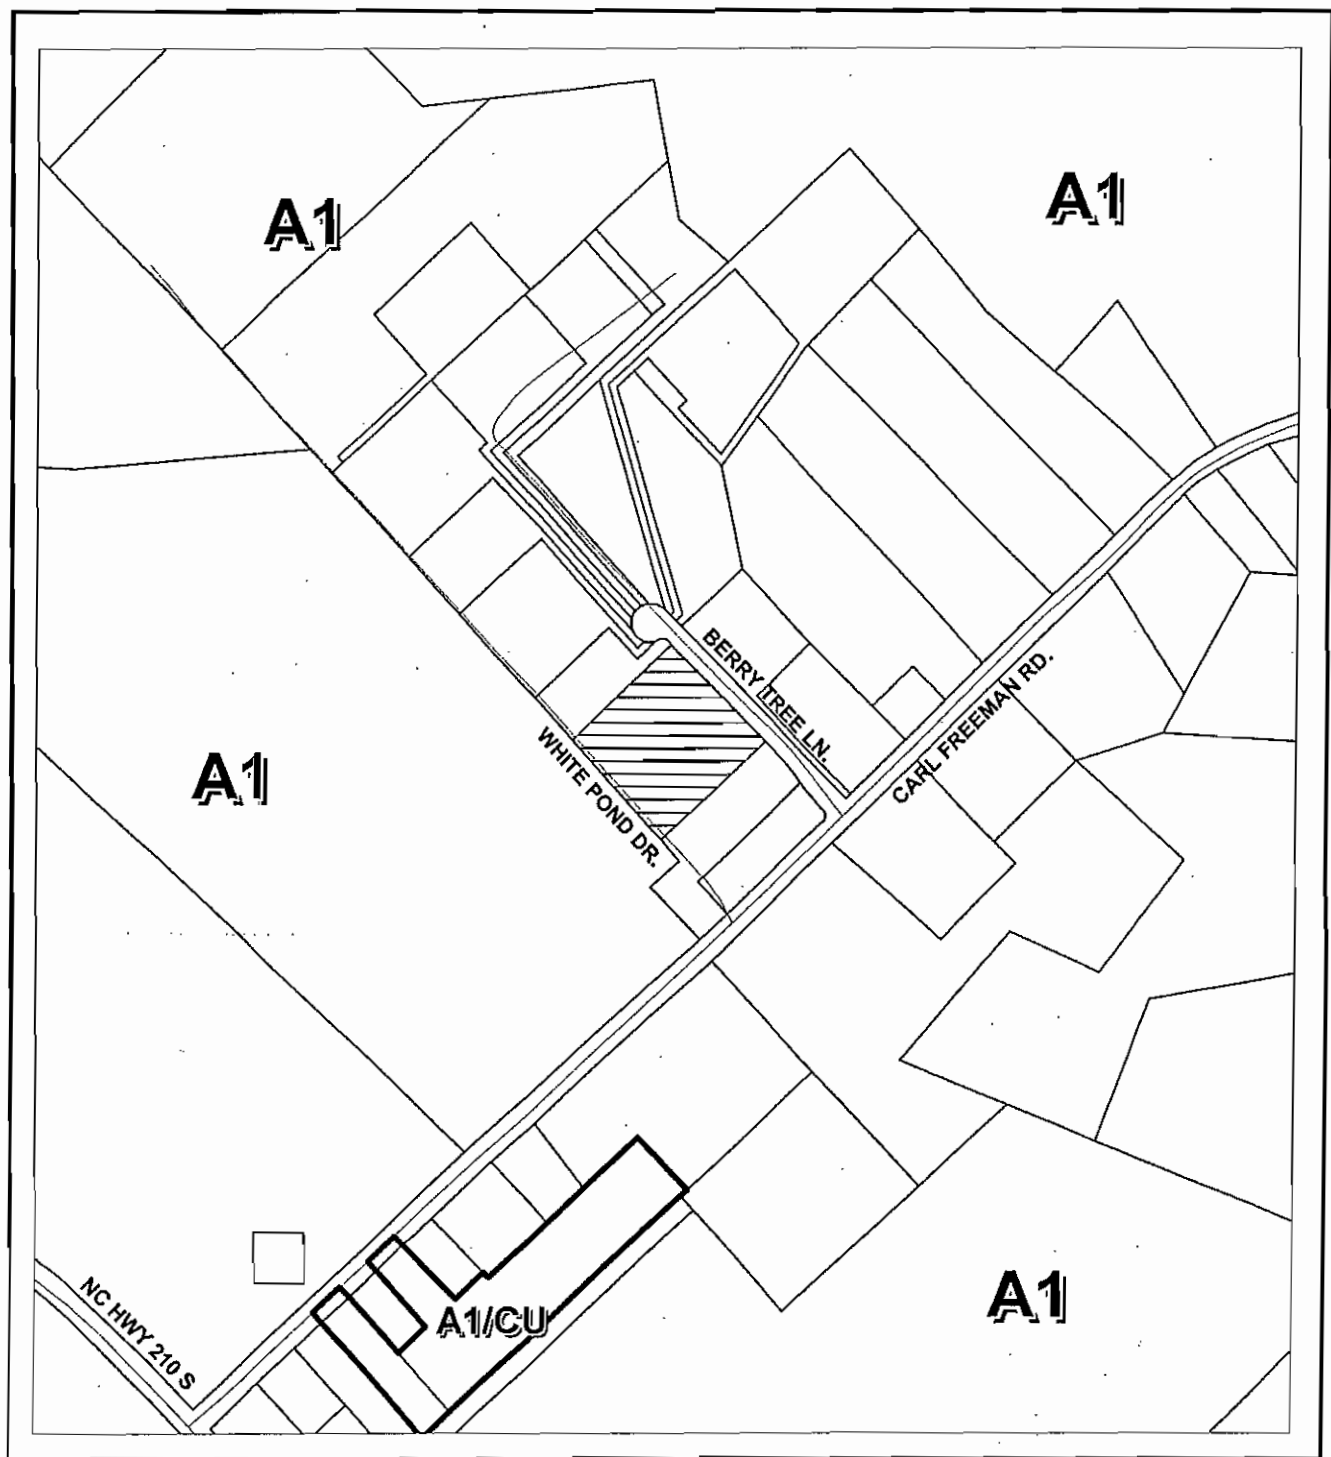 A1
A1
BERRY TREE LN.
CARL FREEMAN RD.
WHITE POND DR.
A1
NC HWY 210 S
A1/CU
A1